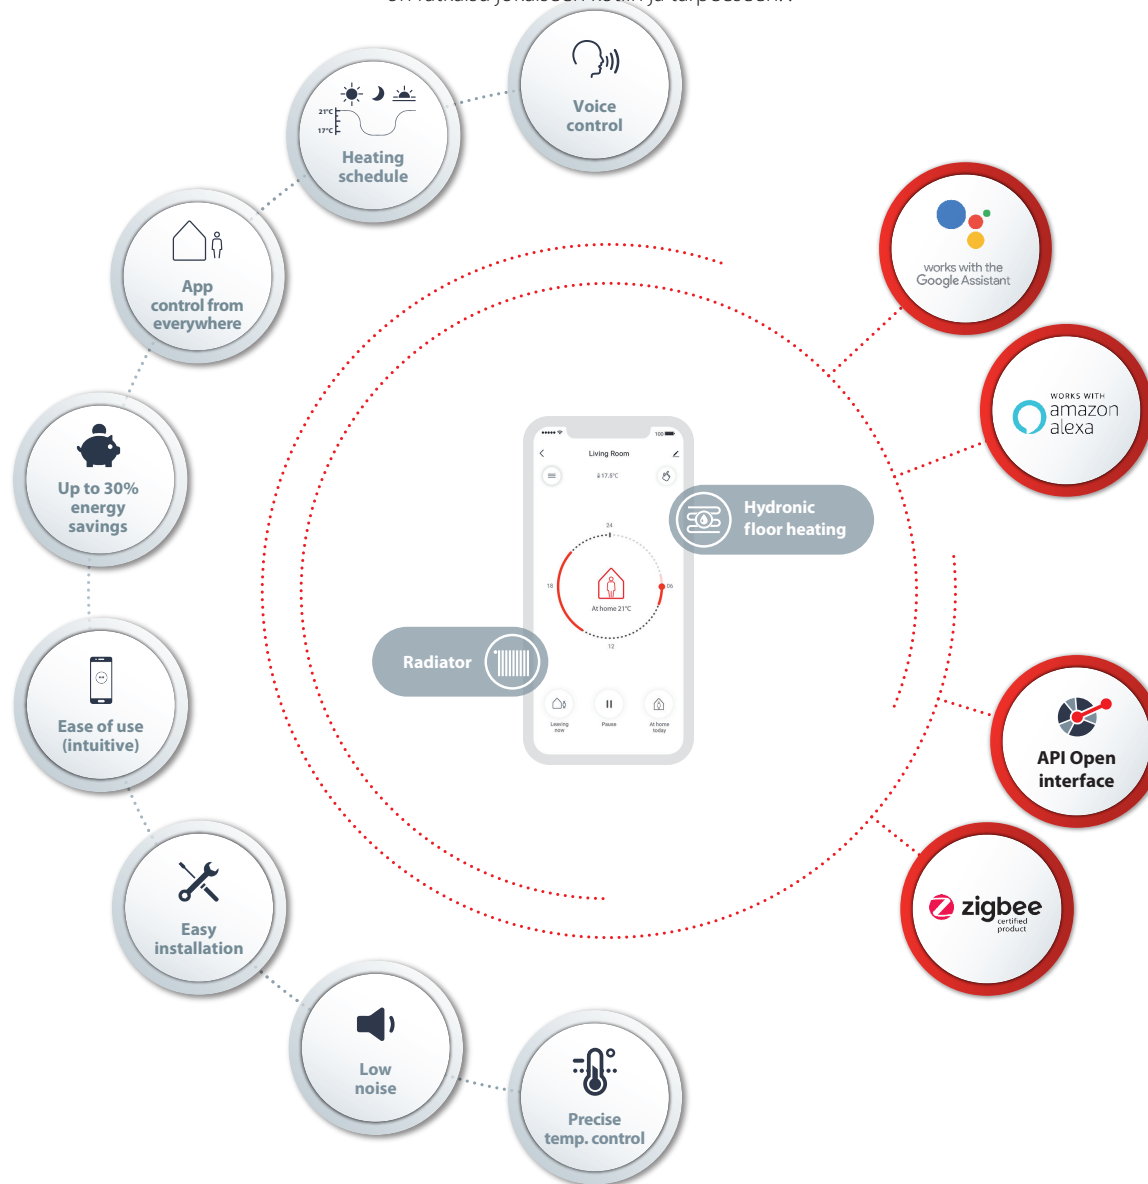 Voice
control
21°C
17°C
Heating
schedule
App
control from
everywhere
works with the
Google Assistant
WORKS WITH
amazon
alexa
Up to 30%
energy
savings
100
Living Room
17.5°C
Hydronic
floor heating
24
18
06
At home 21°C
12
Radiator
Leaving
now
Pause
At home
today
Ease of use
(intuitive)
API Open
interface
Easy
installation
zigbee
certified
product
Low
noise
Precise
temp. control